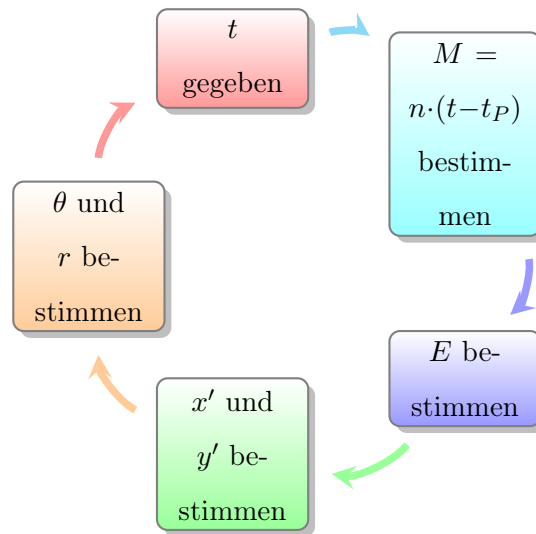 t
gegeben
M =
n·(t−t_P)
bestim-
men
E be-
stimmen
x′ und
y′ be-
stimmen
θ und
r be-
stimmen